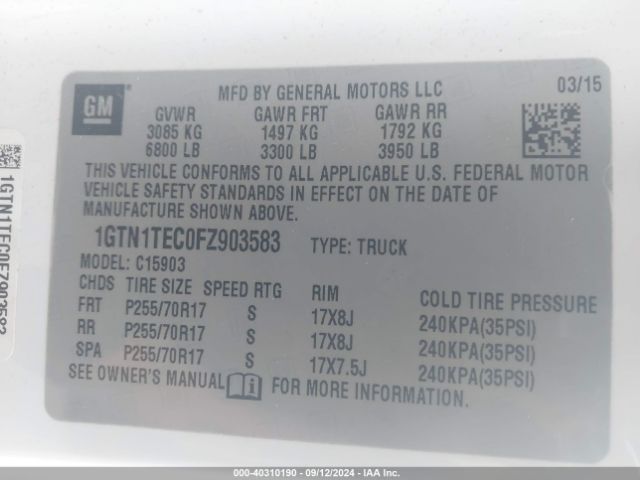 GM
MFD BY GENERAL MOTORS LLC
03/15
GVWR GAWR FRT GAWR RR
3085 KG 1497 KG 1792 KG
6800 LB 3300 LB 3950 LB
THIS VEHICLE CONFORMS TO ALL APPLICABLE U.S. FEDERAL MOTOR
VEHICLE SAFETY STANDARDS IN EFFECT ON THE DATE OF
MANUFACTURE SHOWN ABOVE.
1GTN1TEC0FZ903583 TYPE: TRUCK
MODEL: C15903
CHDS TIRE SIZE SPEED RTG RIM COLD TIRE PRESSURE
FRT P255/70R17 S 17X8J 240KPA(35PSI)
RR P255/70R17 S 17X8J 240KPA(35PSI)
SPA P255/70R17 S 17X7.5J 240KPA(35PSI)
SEE OWNER'S MANUAL FOR MORE INFORMATION.
1GTN1TEC0FZ903583
000-40310190 - 09/12/2024 - IAA